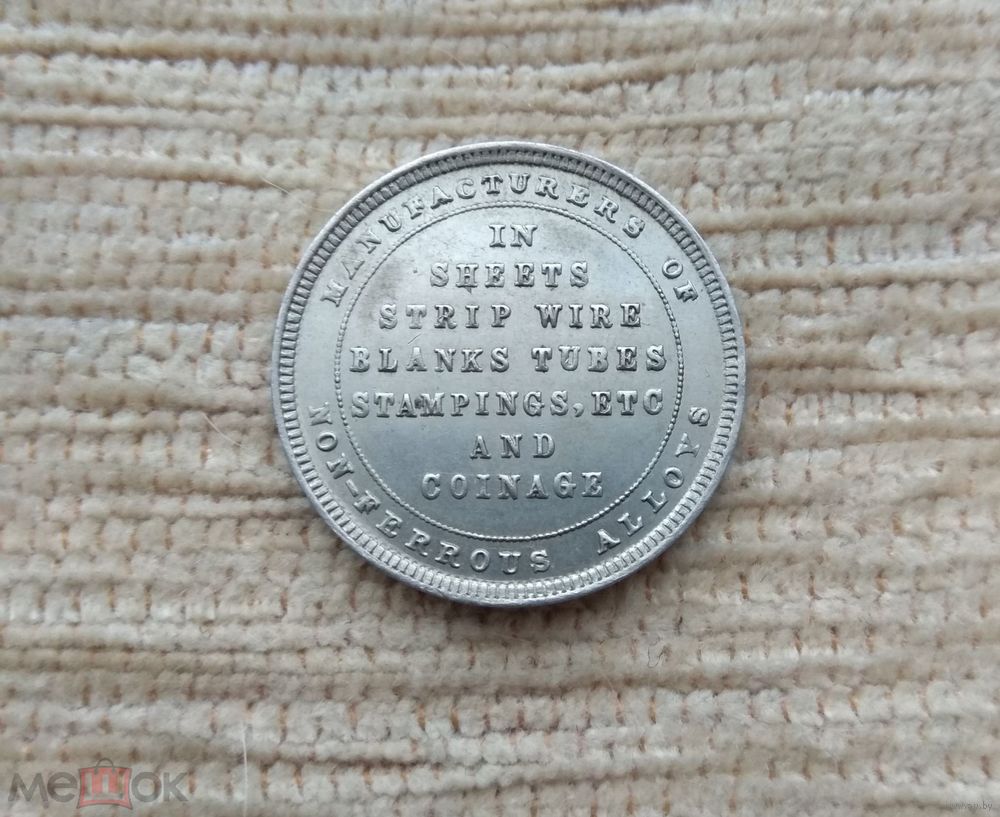 MANUFACTURERS OF
NON-FERROUS ALLOYS
IN
SHEETS
STRIP WIRE
BLANKS TUBES
STAMPINGS, ETC
AND
COINAGE
мешок